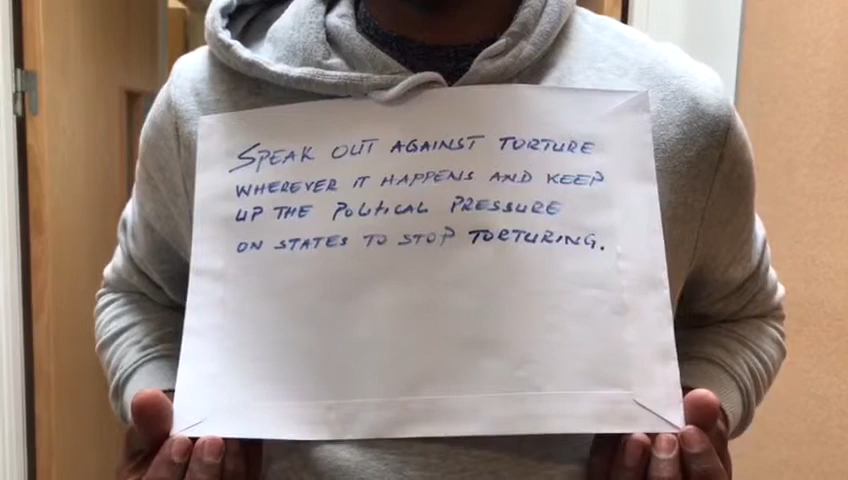 SPEAK OUT AGAINST TORTURE
WHEREVER IT HAPPENS AND KEEP
UP THE POLITICAL PRESSURE
ON STATES TO STOP TORTURING.